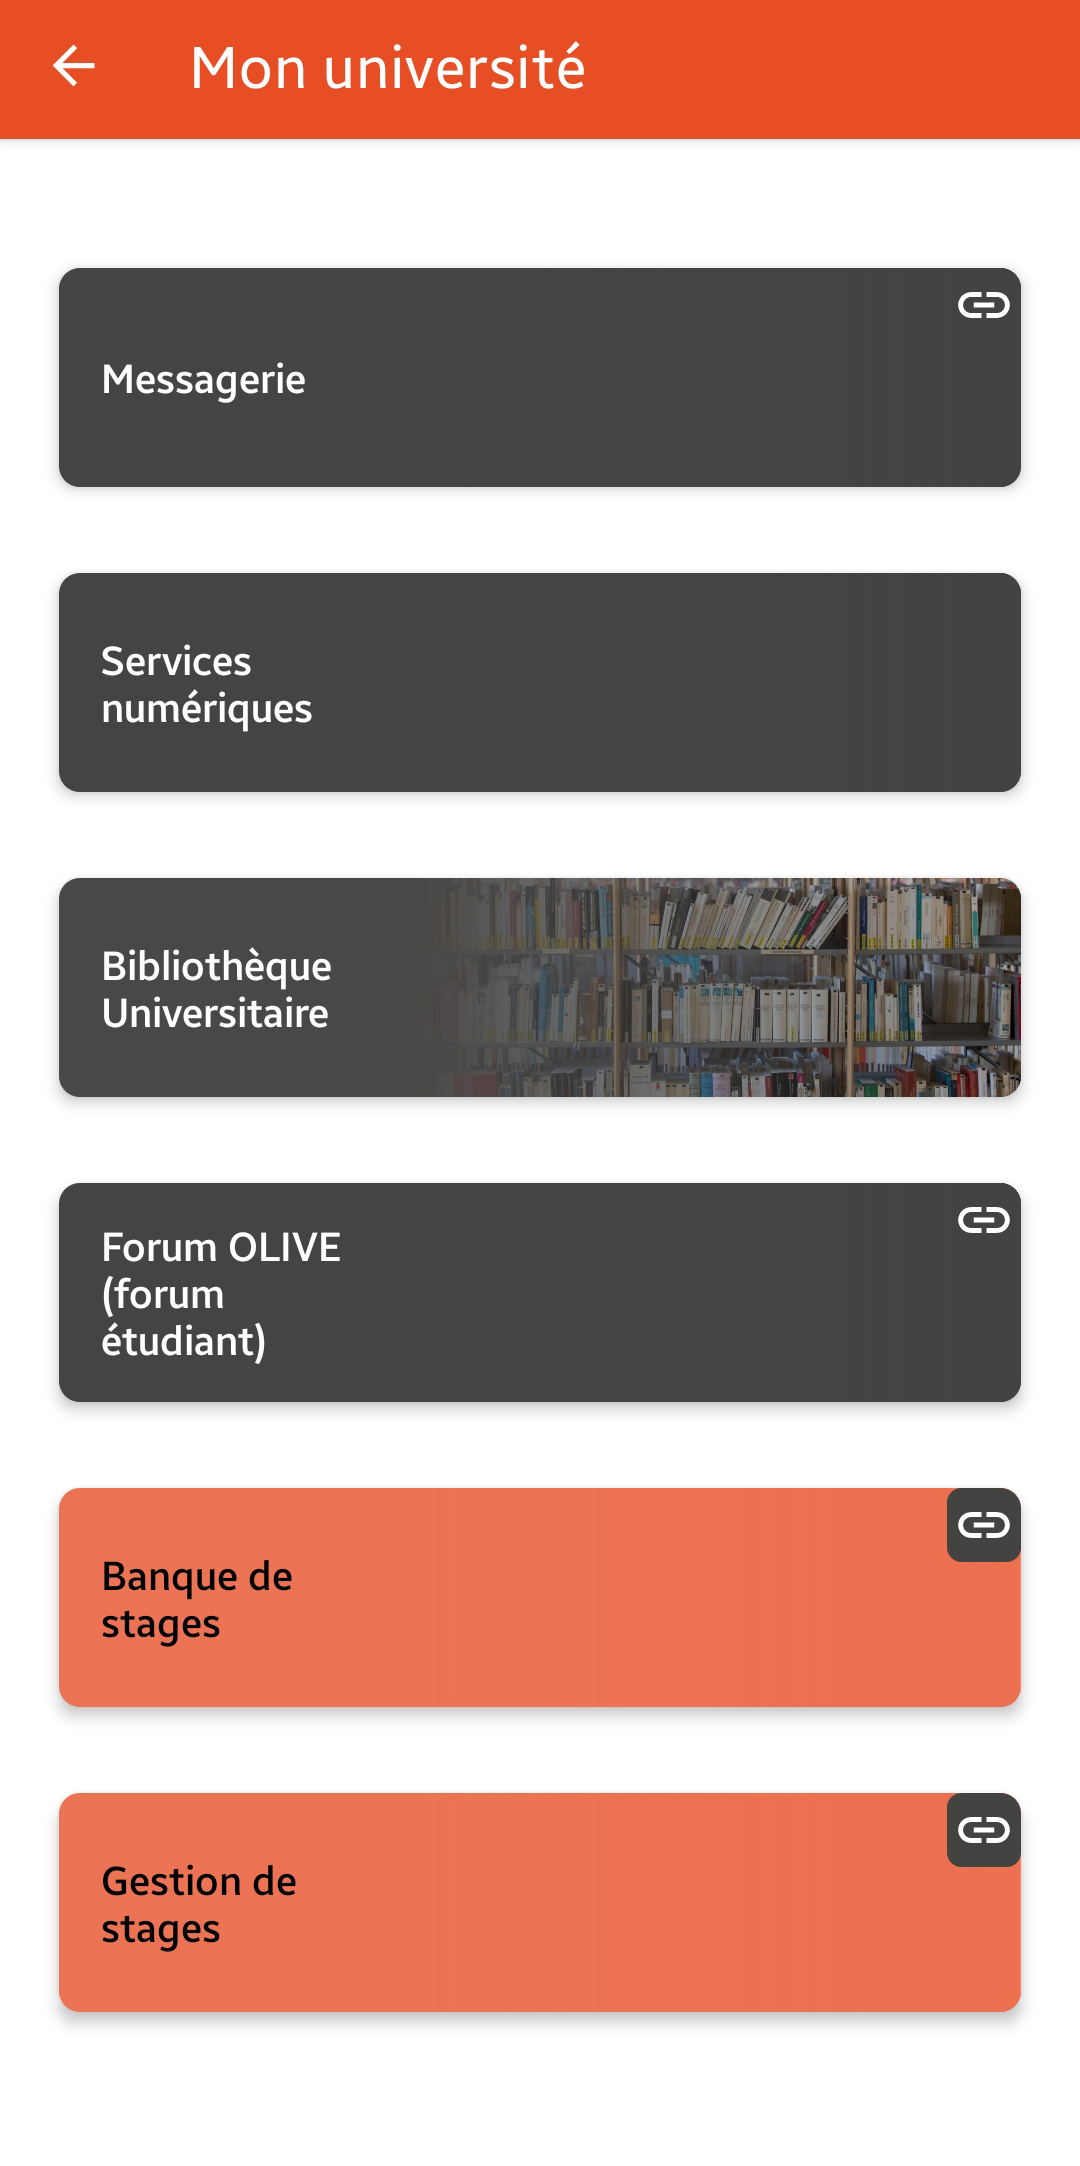 Mon université
Messagerie
Services
numériques
Bibliothèque
Universitaire
Forum OLIVE
(forum
étudiant)
Banque de
stages
Gestion de
stages